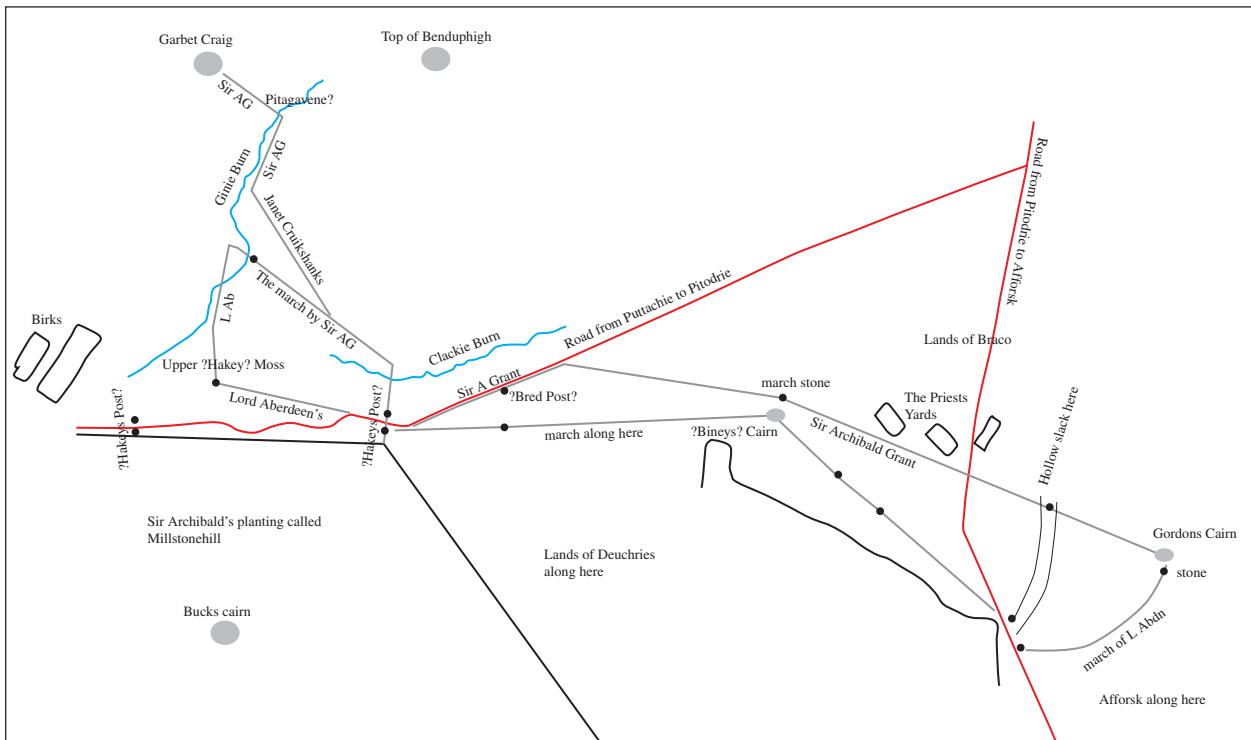 Garbet Craig
Top of Benduphigh
Sir AG
Pitagavene?
Ginie Burn
Sir AG
Janet Cruikshanks
Road from Pitodrie to Afforsk
L Ab
The march by Sir AG
Road from Puttachie to Pitodrie
Birks
Clackie Burn
Lands of Braco
Upper ?Hakey? Moss
Sir A Grant
march stone
?Hakeys Post?
Lord Aberdeen's
?Hakeys Post?
?Bred Post?
The Priests
Yards
march along here
?Bineys? Cairn
Sir Archibald Grant
Hollow slack here
Sir Archibald's planting called
Millstonehill
Lands of Deuchries
along here
Gordons Cairn
stone
Bucks cairn
march of L Abdn
Afforsk along here